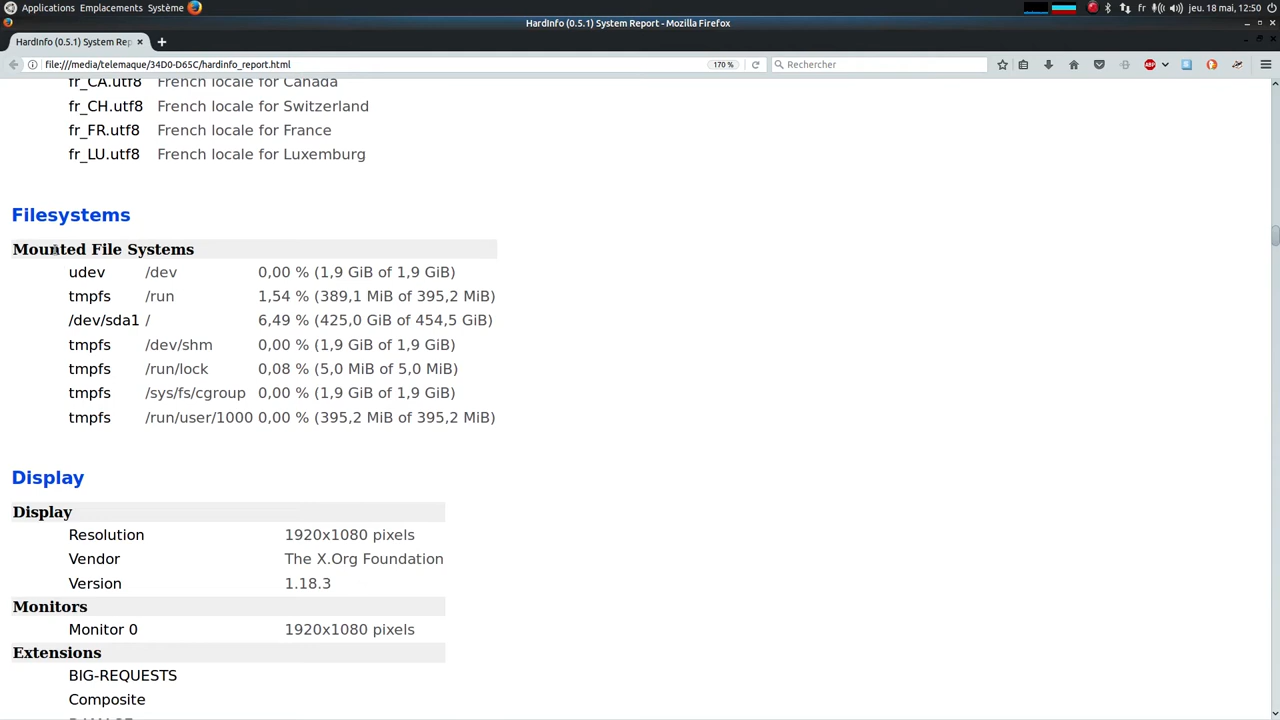 Applications Emplacements Système fr jeu. 18 mai, 12:50
HardInfo (0.5.1) System Report - Mozilla Firefox
HardInfo (0.5.1) System Rep
file:///media/telemaque/34D0-D65C/hardinfo_report.html 170 % Rechercher ABP
fr_CA.utf8 French locale for Canada
fr_CH.utf8 French locale for Switzerland
fr_FR.utf8 French locale for France
fr_LU.utf8 French locale for Luxemburg
Filesystems
Mounted File Systems
udev /dev 0,00 % (1,9 GiB of 1,9 GiB)
tmpfs /run 1,54 % (389,1 MiB of 395,2 MiB)
/dev/sda1 / 6,49 % (425,0 GiB of 454,5 GiB)
tmpfs /dev/shm 0,00 % (1,9 GiB of 1,9 GiB)
tmpfs /run/lock 0,08 % (5,0 MiB of 5,0 MiB)
tmpfs /sys/fs/cgroup 0,00 % (1,9 GiB of 1,9 GiB)
tmpfs /run/user/1000 0,00 % (395,2 MiB of 395,2 MiB)
Display
Display
Resolution 1920x1080 pixels
Vendor The X.Org Foundation
Version 1.18.3
Monitors
Monitor 0 1920x1080 pixels
Extensions
BIG-REQUESTS
Composite